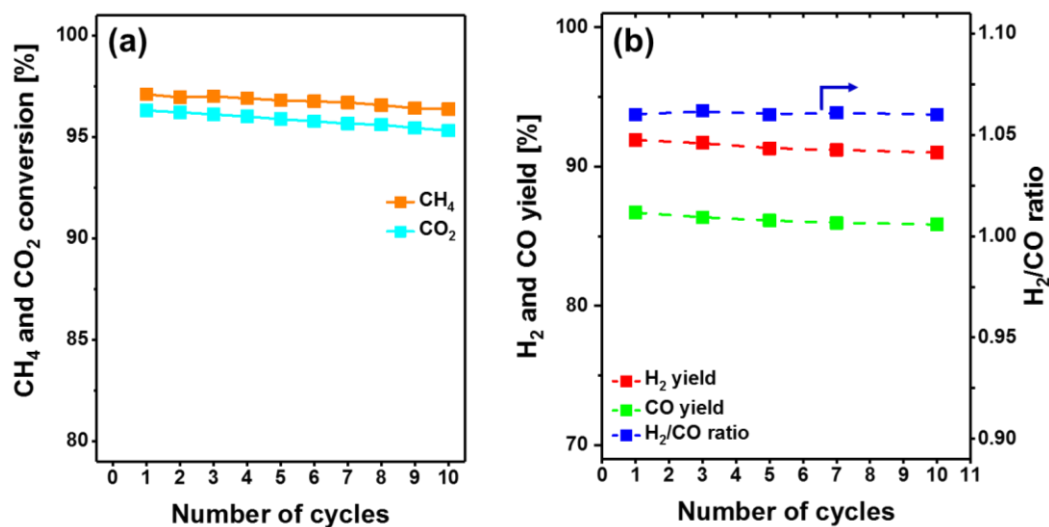 (a)
CH₄ and CO₂ conversion [%]
100
95
90
85
80
CH₄
CO₂
0 1 2 3 4 5 6 7 8 9 10
Number of cycles
(b)
H₂ and CO yield [%]
100
90
80
70
H₂ yield
CO yield
H₂/CO ratio
1.10
1.05
1.00
0.95
0.90
H₂/CO ratio
0 1 2 3 4 5 6 7 8 9 10 11
Number of cycles